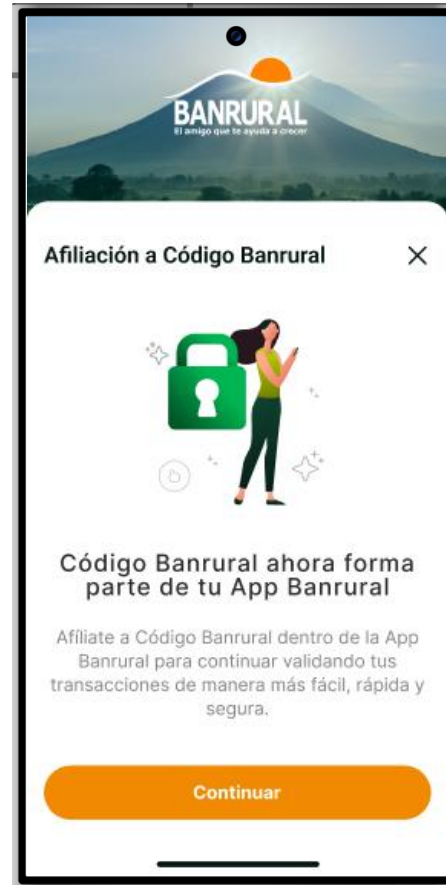 BANRURAL
El amigo que te ayuda a crecer
Afiliación a Código Banrural
Código Banrural ahora forma
parte de tu App Banrural
Afíliate a Código Banrural dentro de la App
Banrural para continuar validando tus
transacciones de manera más fácil, rápida y
segura.
Continuar